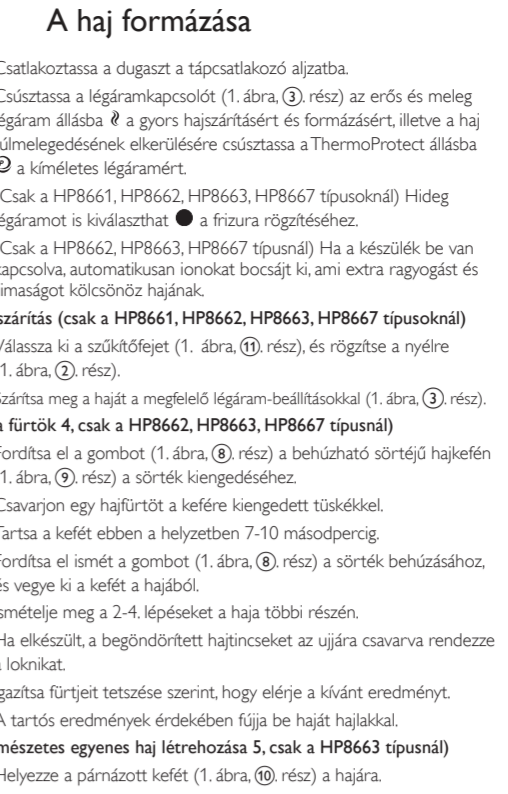 A haj formázása
Csatlakoztassa a dugaszt a tápcsatlakozó aljzatba.
Csúsztassa a légáramkapcsolót (1. ábra, ③. rész) az erős és meleg
égáram állásba a gyors hajszárításért és formázásért, illetve a haj
úlmelegedésének elkerülésére csúsztassa a ThermoProtect állásba
a kíméletes légáramért.
(Csak a HP8661, HP8662, HP8663, HP8667 típusoknál) Hideg
égáramot is kiválaszthat ● a frizura rögzítéséhez.
(Csak a HP8662, HP8663, HP8667 típusnál) Ha a készülék be van
kapcsolva, automatikusan ionokat bocsájt ki, ami extra ragyogást és
simaságot kölcsönöz hajának.
szárítás (csak a HP8661, HP8662, HP8663, HP8667 típusoknál)
Válassza ki a szűkítőfejet (1. ábra, ⑪. rész), és rögzítse a nyélre
(1. ábra, ②. rész).
Szárítsa meg a haját a megfelelő légáram-beállításokkal (1. ábra, ③. rész).
a fürtök 4, csak a HP8662, HP8663, HP8667 típusnál)
Fordítsa el a gombot (1. ábra, ⑧. rész) a behúzható sörtéjű hajkefén
(1. ábra, ⑨. rész) a sörték kiengedéséhez.
Csavarjon egy hajfürtöt a kefére kiengedett tüskékkel.
Tartsa a kefét ebben a helyzetben 7-10 másodpercig.
Fordítsa el ismét a gombot (1. ábra, ⑧. rész) a sörték behúzásához,
és vegye ki a kefét a hajából.
Ismételje meg a 2-4. lépéseket a haja többi részén.
Ha elkészült, a begöndörített hajtincseket az ujjára csavarva rendezze
a loknikat.
Igazítsa fürtjeit tetszése szerint, hogy elérje a kívánt eredményt.
A tartós eredmények érdekében fújja be haját hajlakkal.
mészetes egyenes haj létrehozása 5, csak a HP8663 típusnál)
Helyezze a párnázott kefét (1. ábra, ⑩. rész) a hajára.